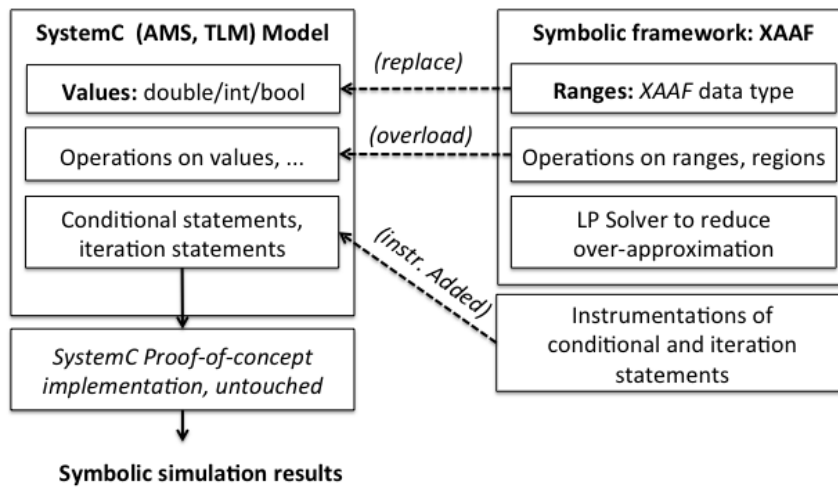 SystemC (AMS, TLM) Model
Values: double/int/bool
Operations on values, ...
Conditional statements,
iteration statements
SystemC Proof-of-concept
implementation, untouched
Symbolic simulation results
(replace)
(overload)
(instr. Added)
Symbolic framework: XAAF
Ranges: XAAF data type
Operations on ranges, regions
LP Solver to reduce
over-approximation
Instrumentations of
conditional and iteration
statements